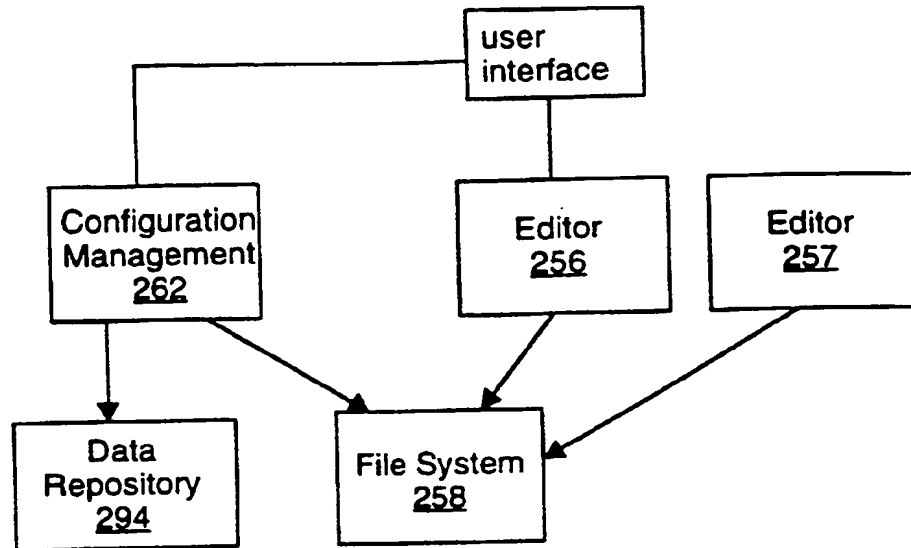 user
interface
Configuration
Management
262
Editor
256
Editor
257
Data
Repository
294
File System
258